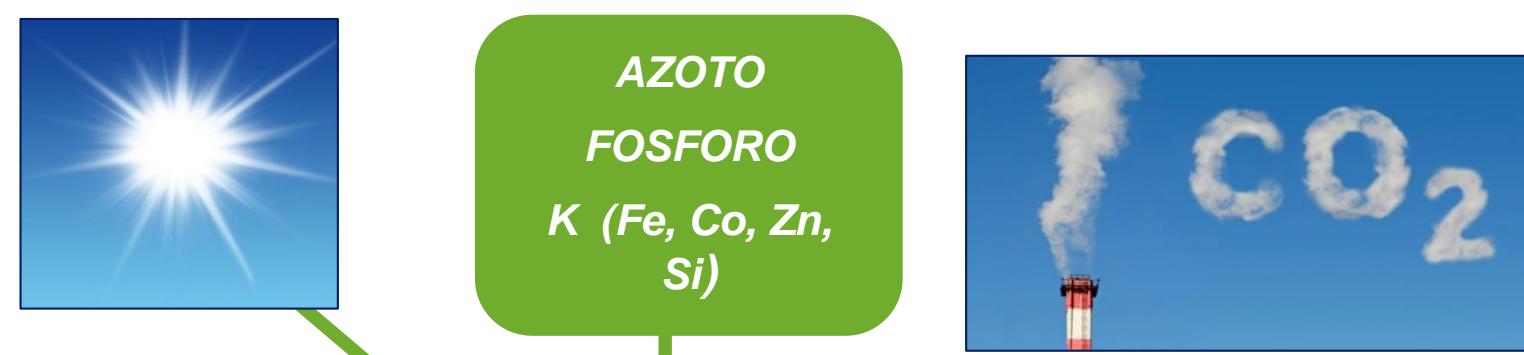 AZOTO
FOSFORO
K (Fe, Co, Zn,
Si)
CO2